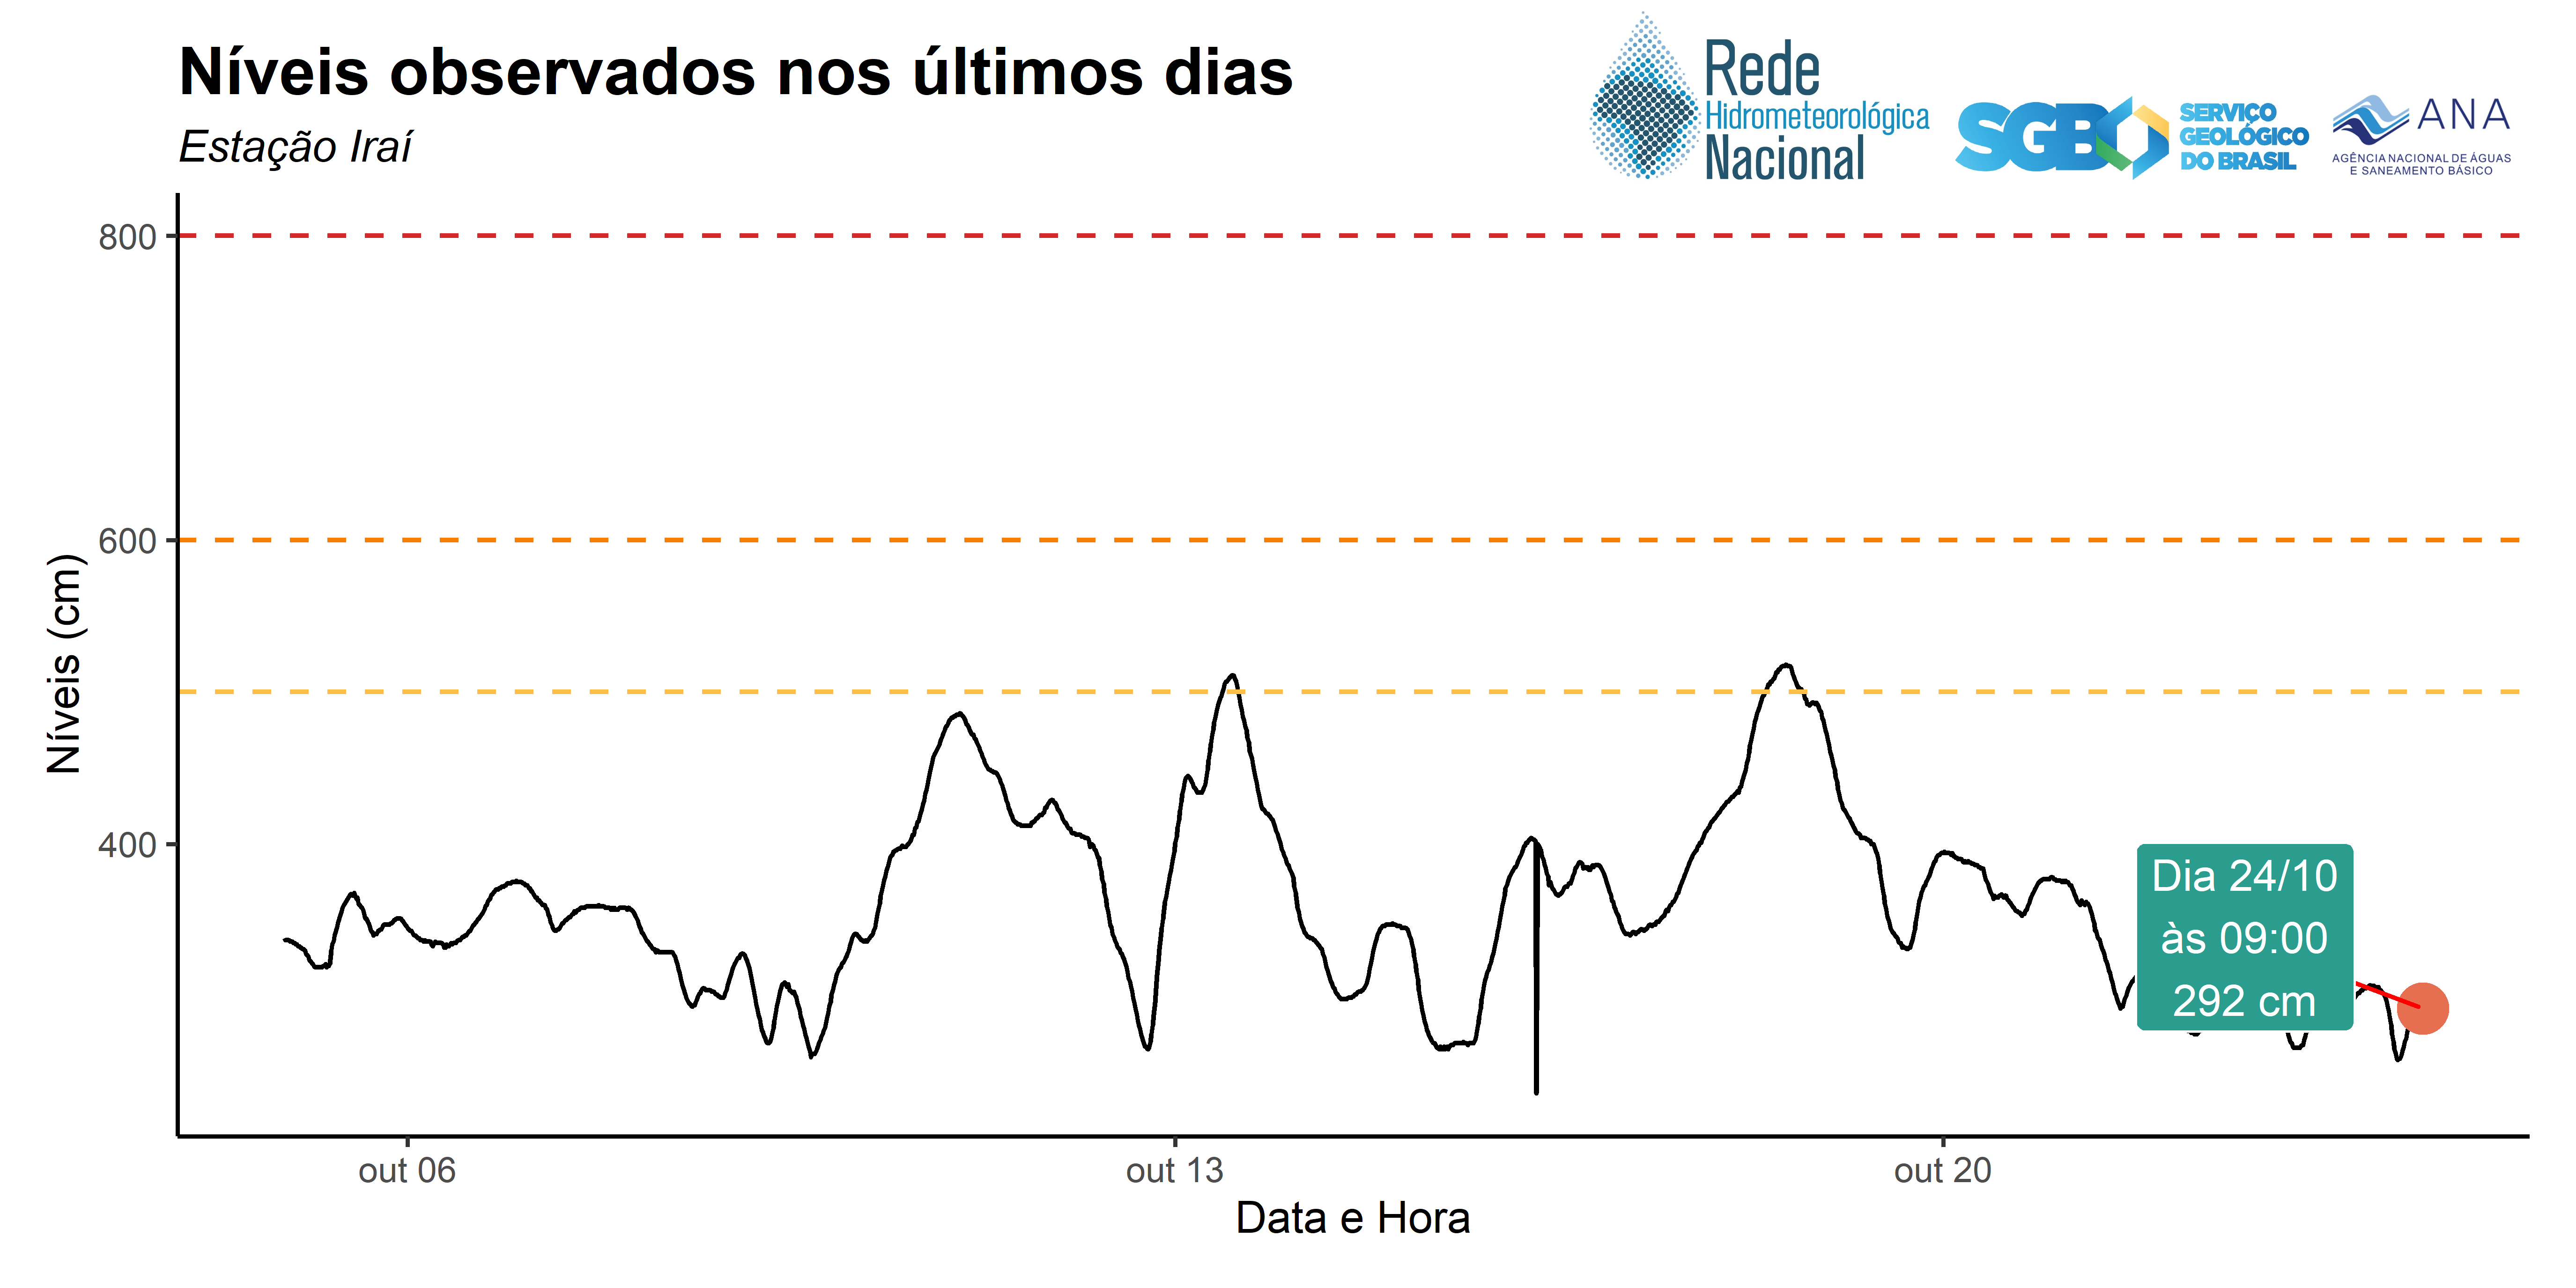 Níveis observados nos últimos dias
Estação Iraí
Rede
Hidrometeorológica
Nacional
SGB
SERVIÇO
GEOLÓGICO
DO BRASIL
ANA
AGÊNCIA NACIONAL DE ÁGUAS
E SANEAMENTO BÁSICO
800
600
400
Níveis (cm)
Dia 24/10
às 09:00
292 cm
out 06
out 13
out 20
Data e Hora